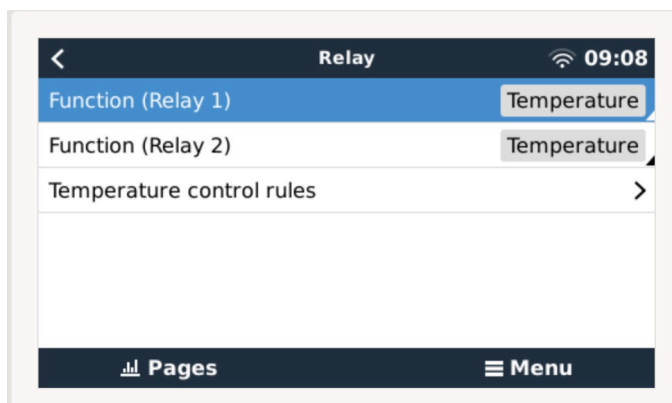 Relay 09:08
Function (Relay 1) Temperature
Function (Relay 2) Temperature
Temperature control rules
Pages Menu